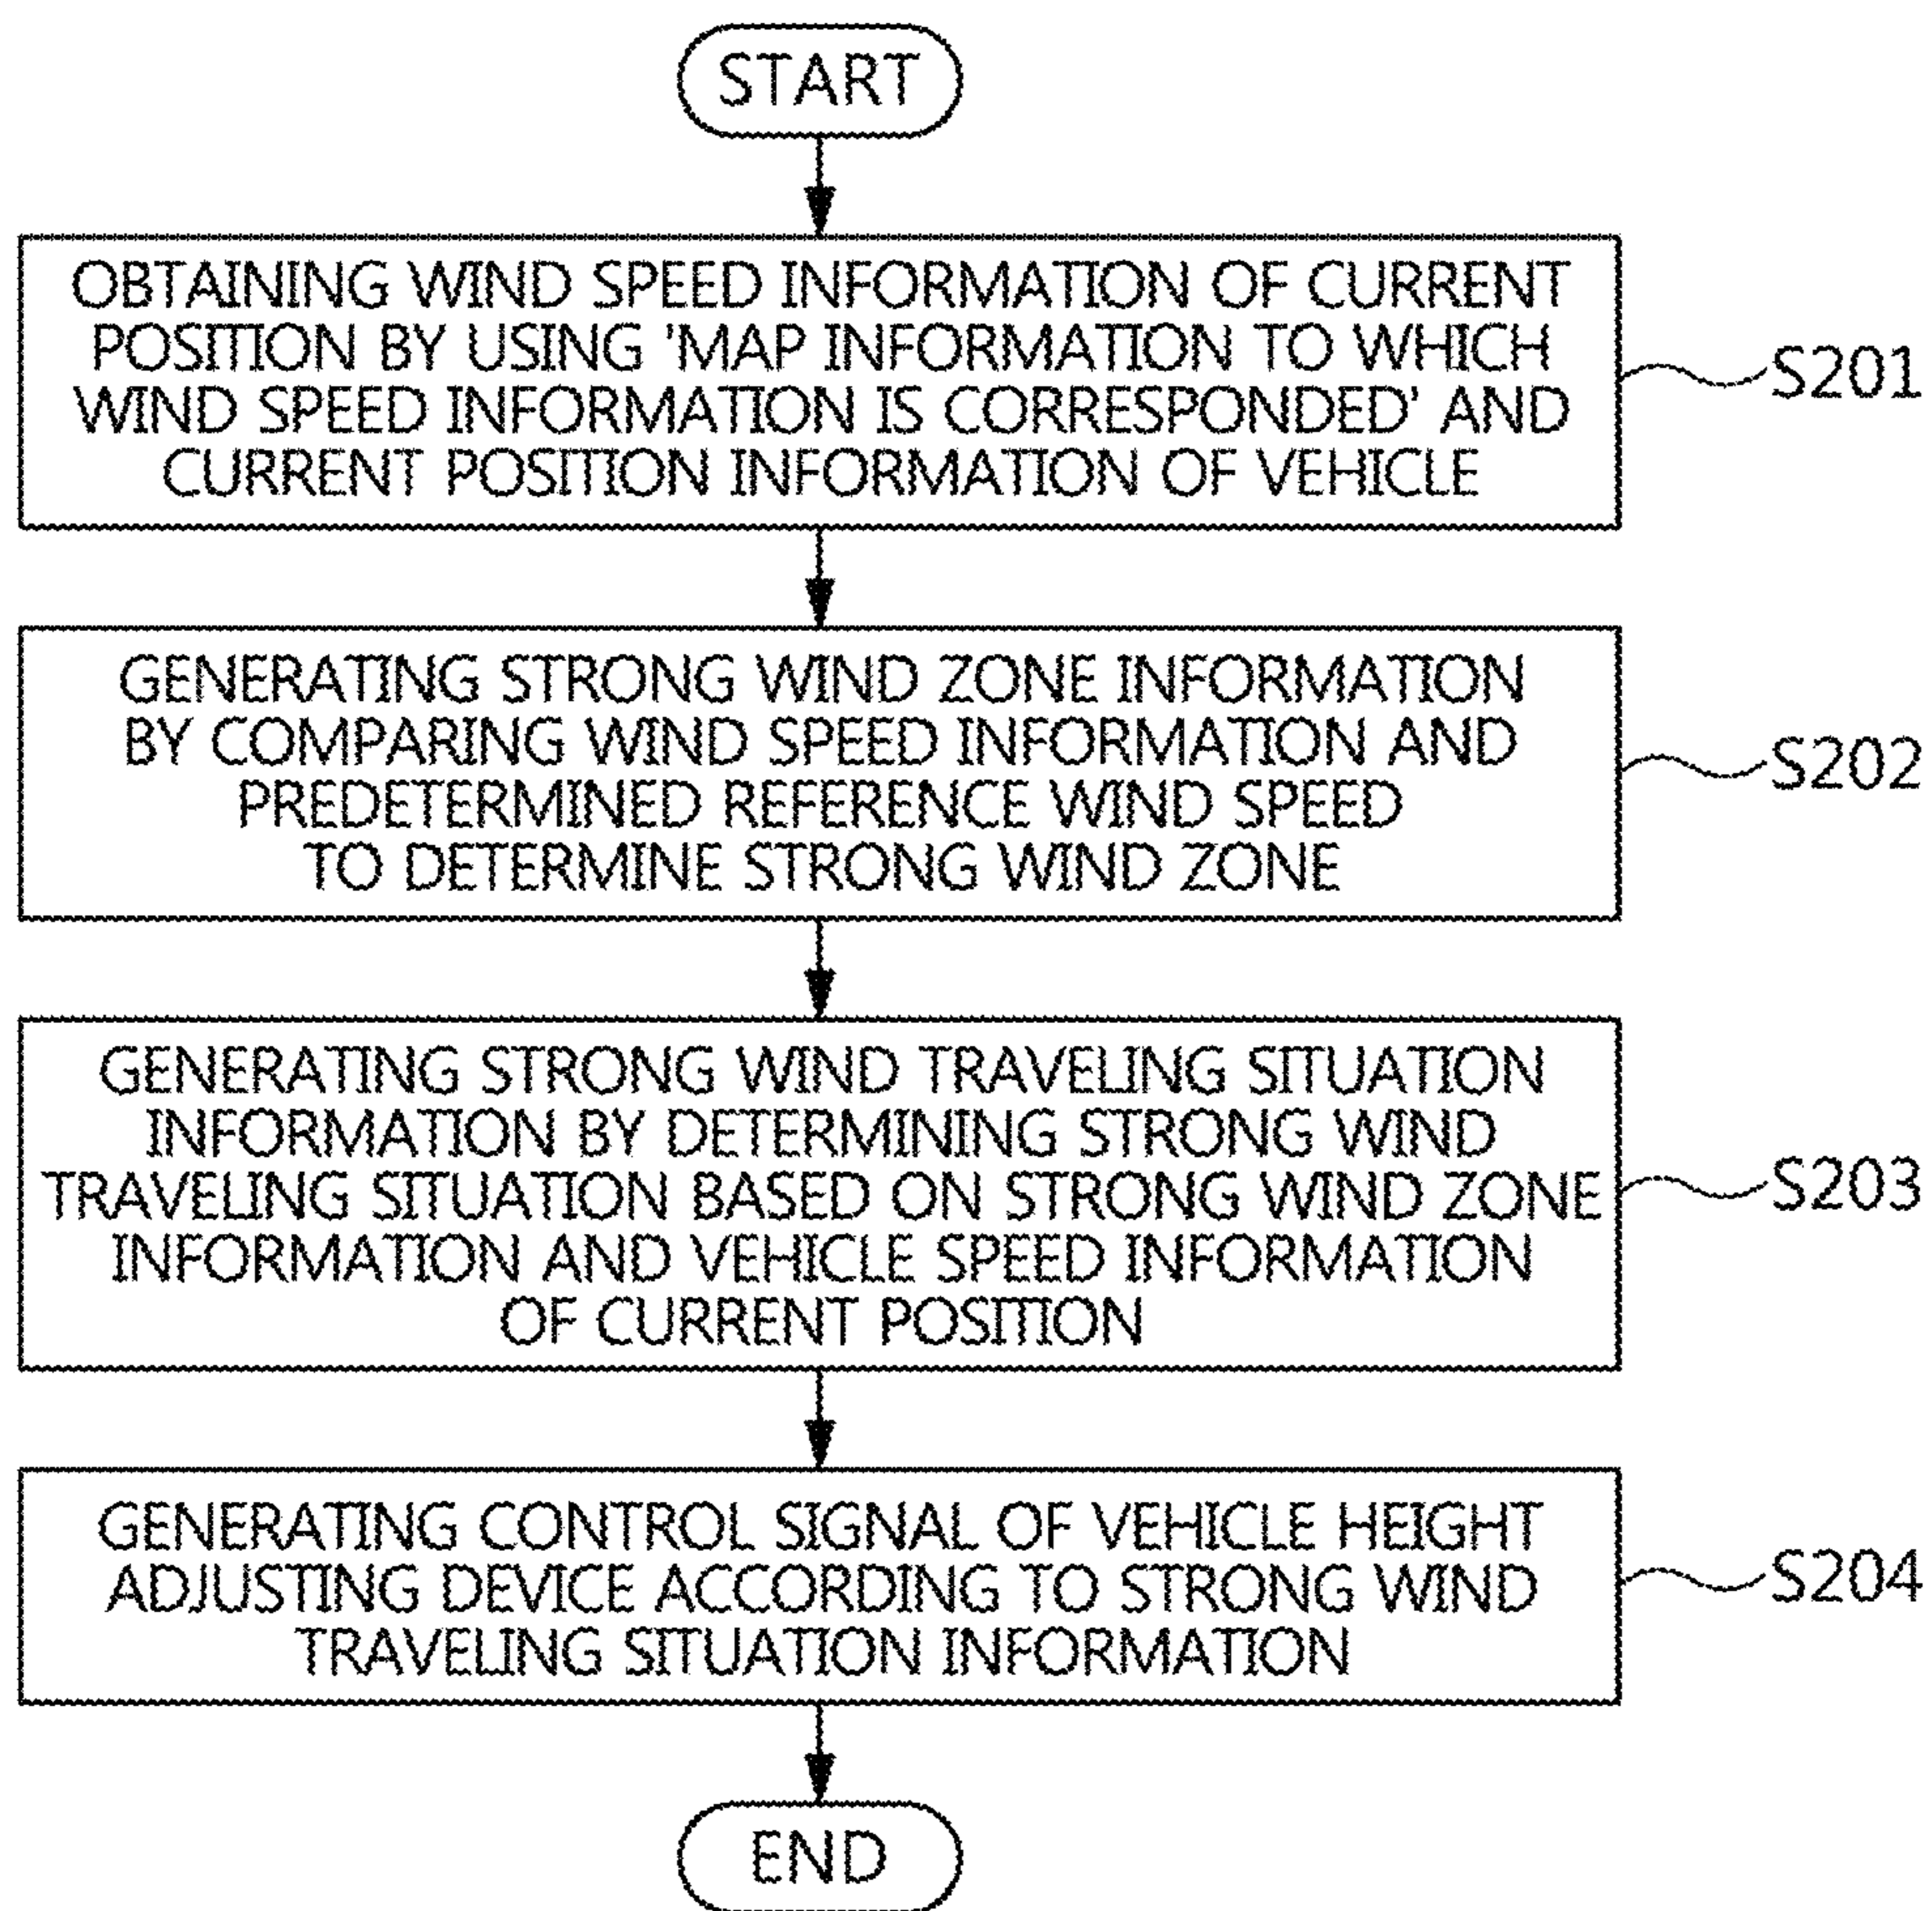 START
OBTAINING WIND SPEED INFORMATION OF CURRENT
POSITION BY USING 'MAP INFORMATION TO WHICH
WIND SPEED INFORMATION IS CORRESPONDED' AND
CURRENT POSITION INFORMATION OF VEHICLE
S201
GENERATING STRONG WIND ZONE INFORMATION
BY COMPARING WIND SPEED INFORMATION AND
PREDETERMINED REFERENCE WIND SPEED
TO DETERMINE STRONG WIND ZONE
S202
GENERATING STRONG WIND TRAVELING SITUATION
INFORMATION BY DETERMINING STRONG WIND
TRAVELING SITUATION BASED ON STRONG WIND ZONE
INFORMATION AND VEHICLE SPEED INFORMATION
OF CURRENT POSITION
S203
GENERATING CONTROL SIGNAL OF VEHICLE HEIGHT
ADJUSTING DEVICE ACCORDING TO STRONG WIND
TRAVELING SITUATION INFORMATION
S204
END